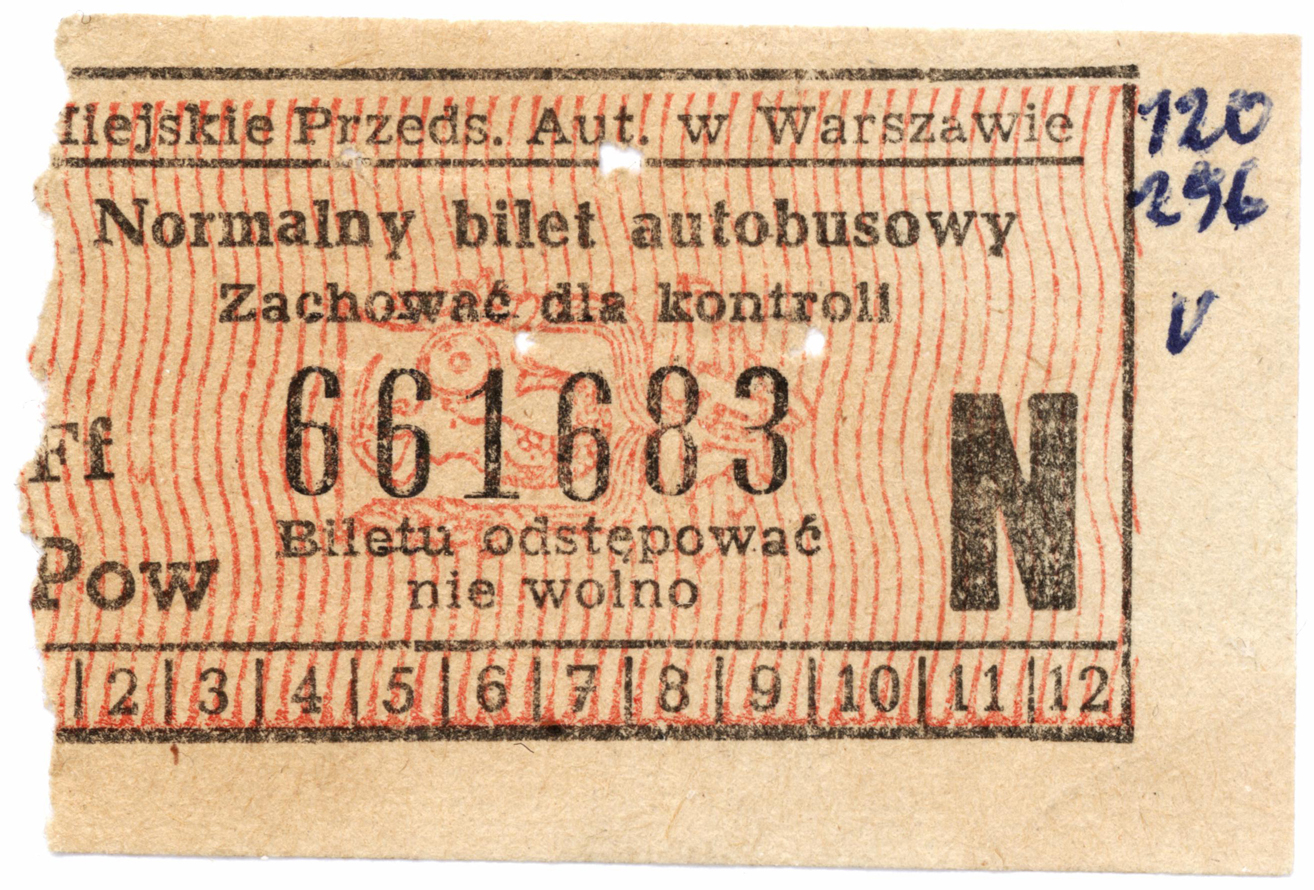 Miejskie Przeds. Aut. w Warszawie
Normalny bilet autobusowy
Zachować dla kontroli
661683
Ff
N
Biletu odstępować
Pow
nie wolno
2 3 4 5 6 7 8 9 10 11 12
120
296
V